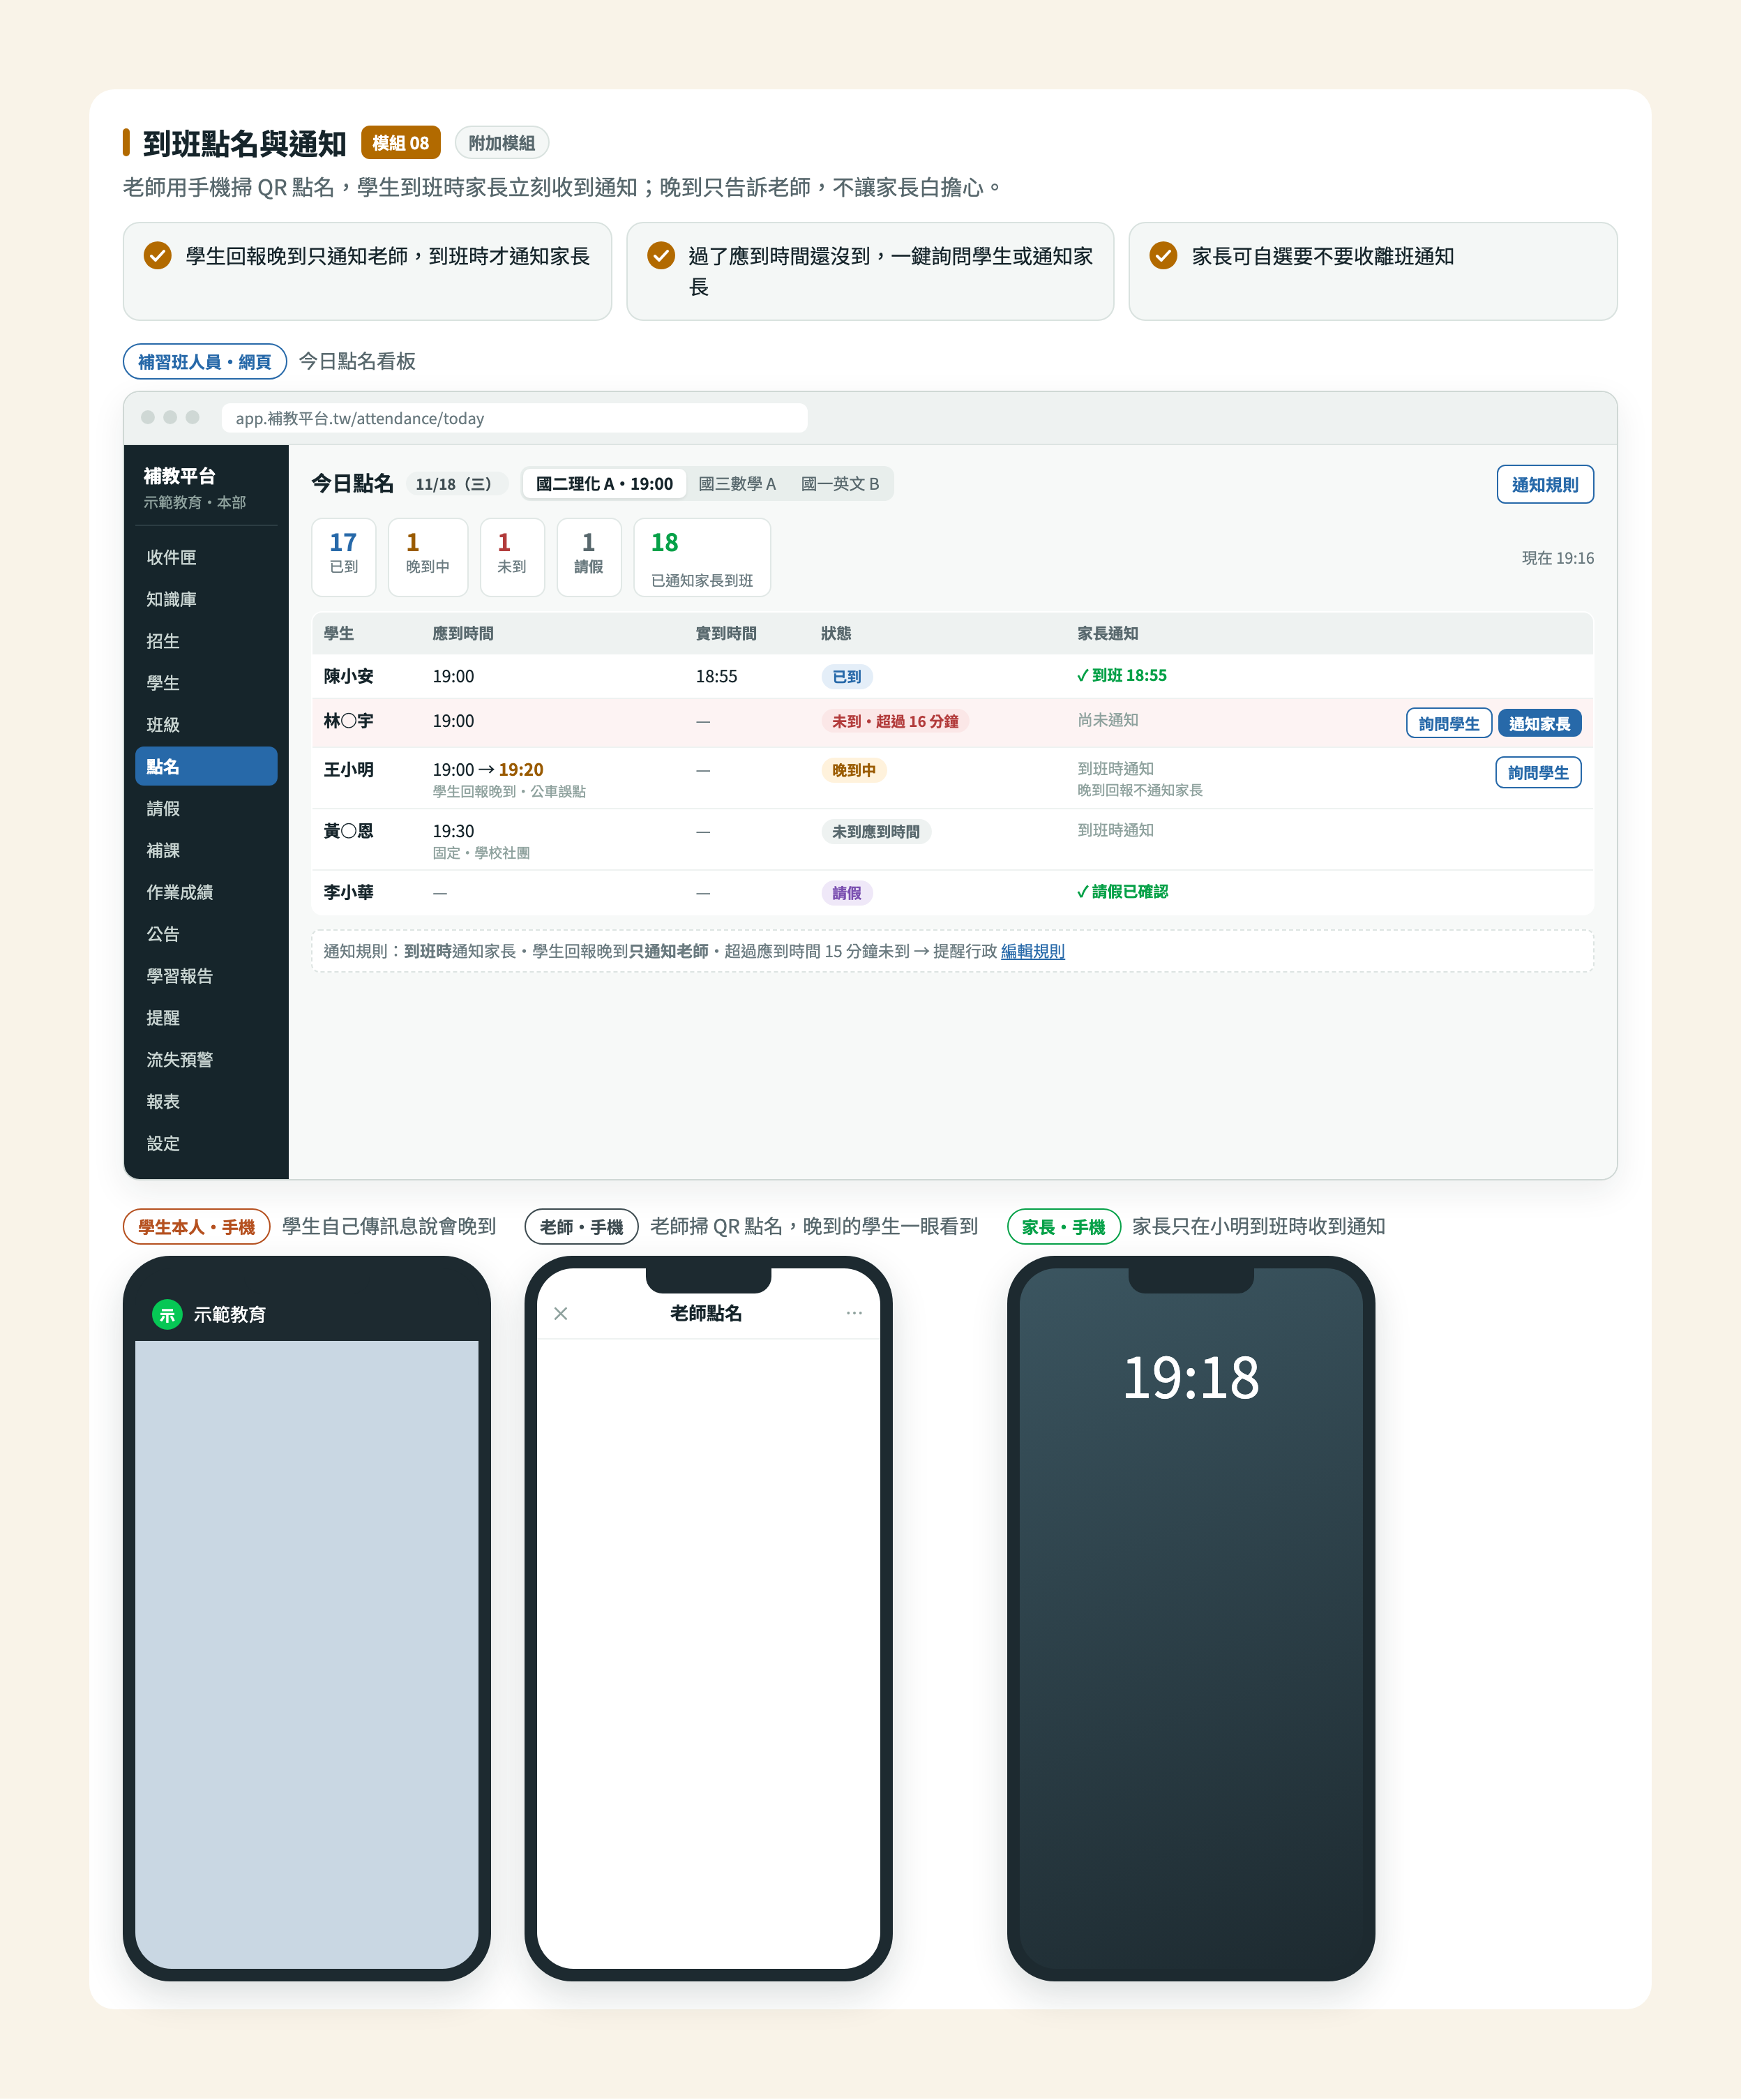 到班點名與通知 模組 08 附加模組
老師用手機掃 QR 點名，學生到班時家長立刻收到通知；晚到只告訴老師，不讓家長白擔心。
學生回報晚到只通知老師，到班時才通知家長
過了應到時間還沒到，一鍵詢問學生或通知家
長
家長可自選要不要收離班通知
補習班人員・網頁 今日點名看板
app.補教平台.tw/attendance/today
補教平台
示範教育・本部
收件匣
知識庫
招生
學生
班級
點名
請假
補課
作業成績
公告
學習報告
提醒
流失預警
報表
設定
今日點名 11/18（三） 國二理化 A・19:00 國三數學 A 國一英文 B 通知規則
17 已到
1 晚到中
1 未到
1 請假
18 已通知家長到班
現在 19:16
學生 應到時間 實到時間 狀態 家長通知
陳小安 19:00 18:55 已到 ✓ 到班 18:55
林〇宇 19:00 — 未到・超過 16 分鐘 尚未通知 詢問學生 通知家長
王小明 19:00 → 19:20 — 晚到中 到班時通知 詢問學生
學生回報晚到・公車誤點 晚到回報不通知家長
黃〇恩 19:30 — 未到應到時間 到班時通知
固定・學校社團
李小華 — — 請假 ✓ 請假已確認
通知規則：到班時通知家長・學生回報晚到只通知老師・超過應到時間 15 分鐘未到 → 提醒行政 編輯規則
學生本人・手機 學生自己傳訊息說會晚到
示 示範教育
老師・手機 老師掃 QR 點名，晚到的學生一眼看到
× 老師點名 ⋯
家長・手機 家長只在小明到班時收到通知
19:18